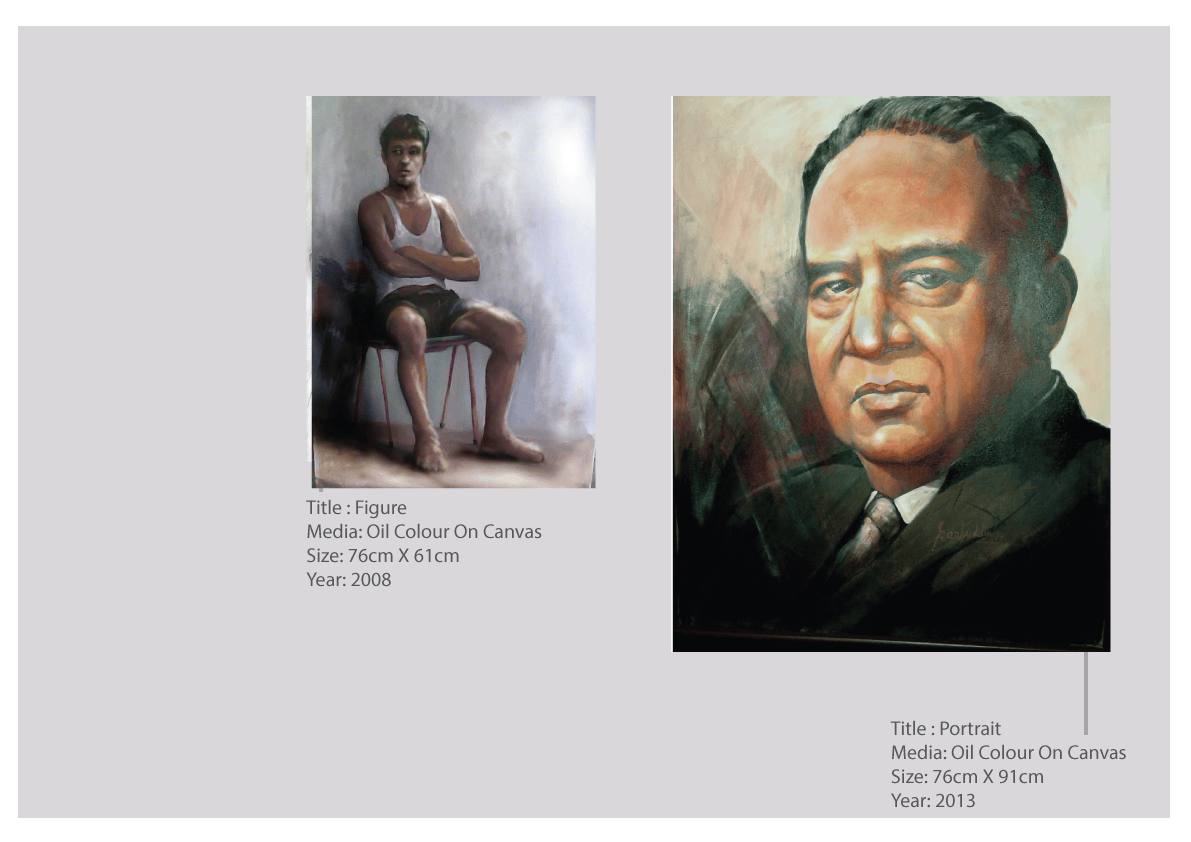 Title : Figure
Media: Oil Colour On Canvas
Size: 76cm X 61cm
Year: 2008
Title : Portrait
Media: Oil Colour On Canvas
Size: 76cm X 91cm
Year: 2013